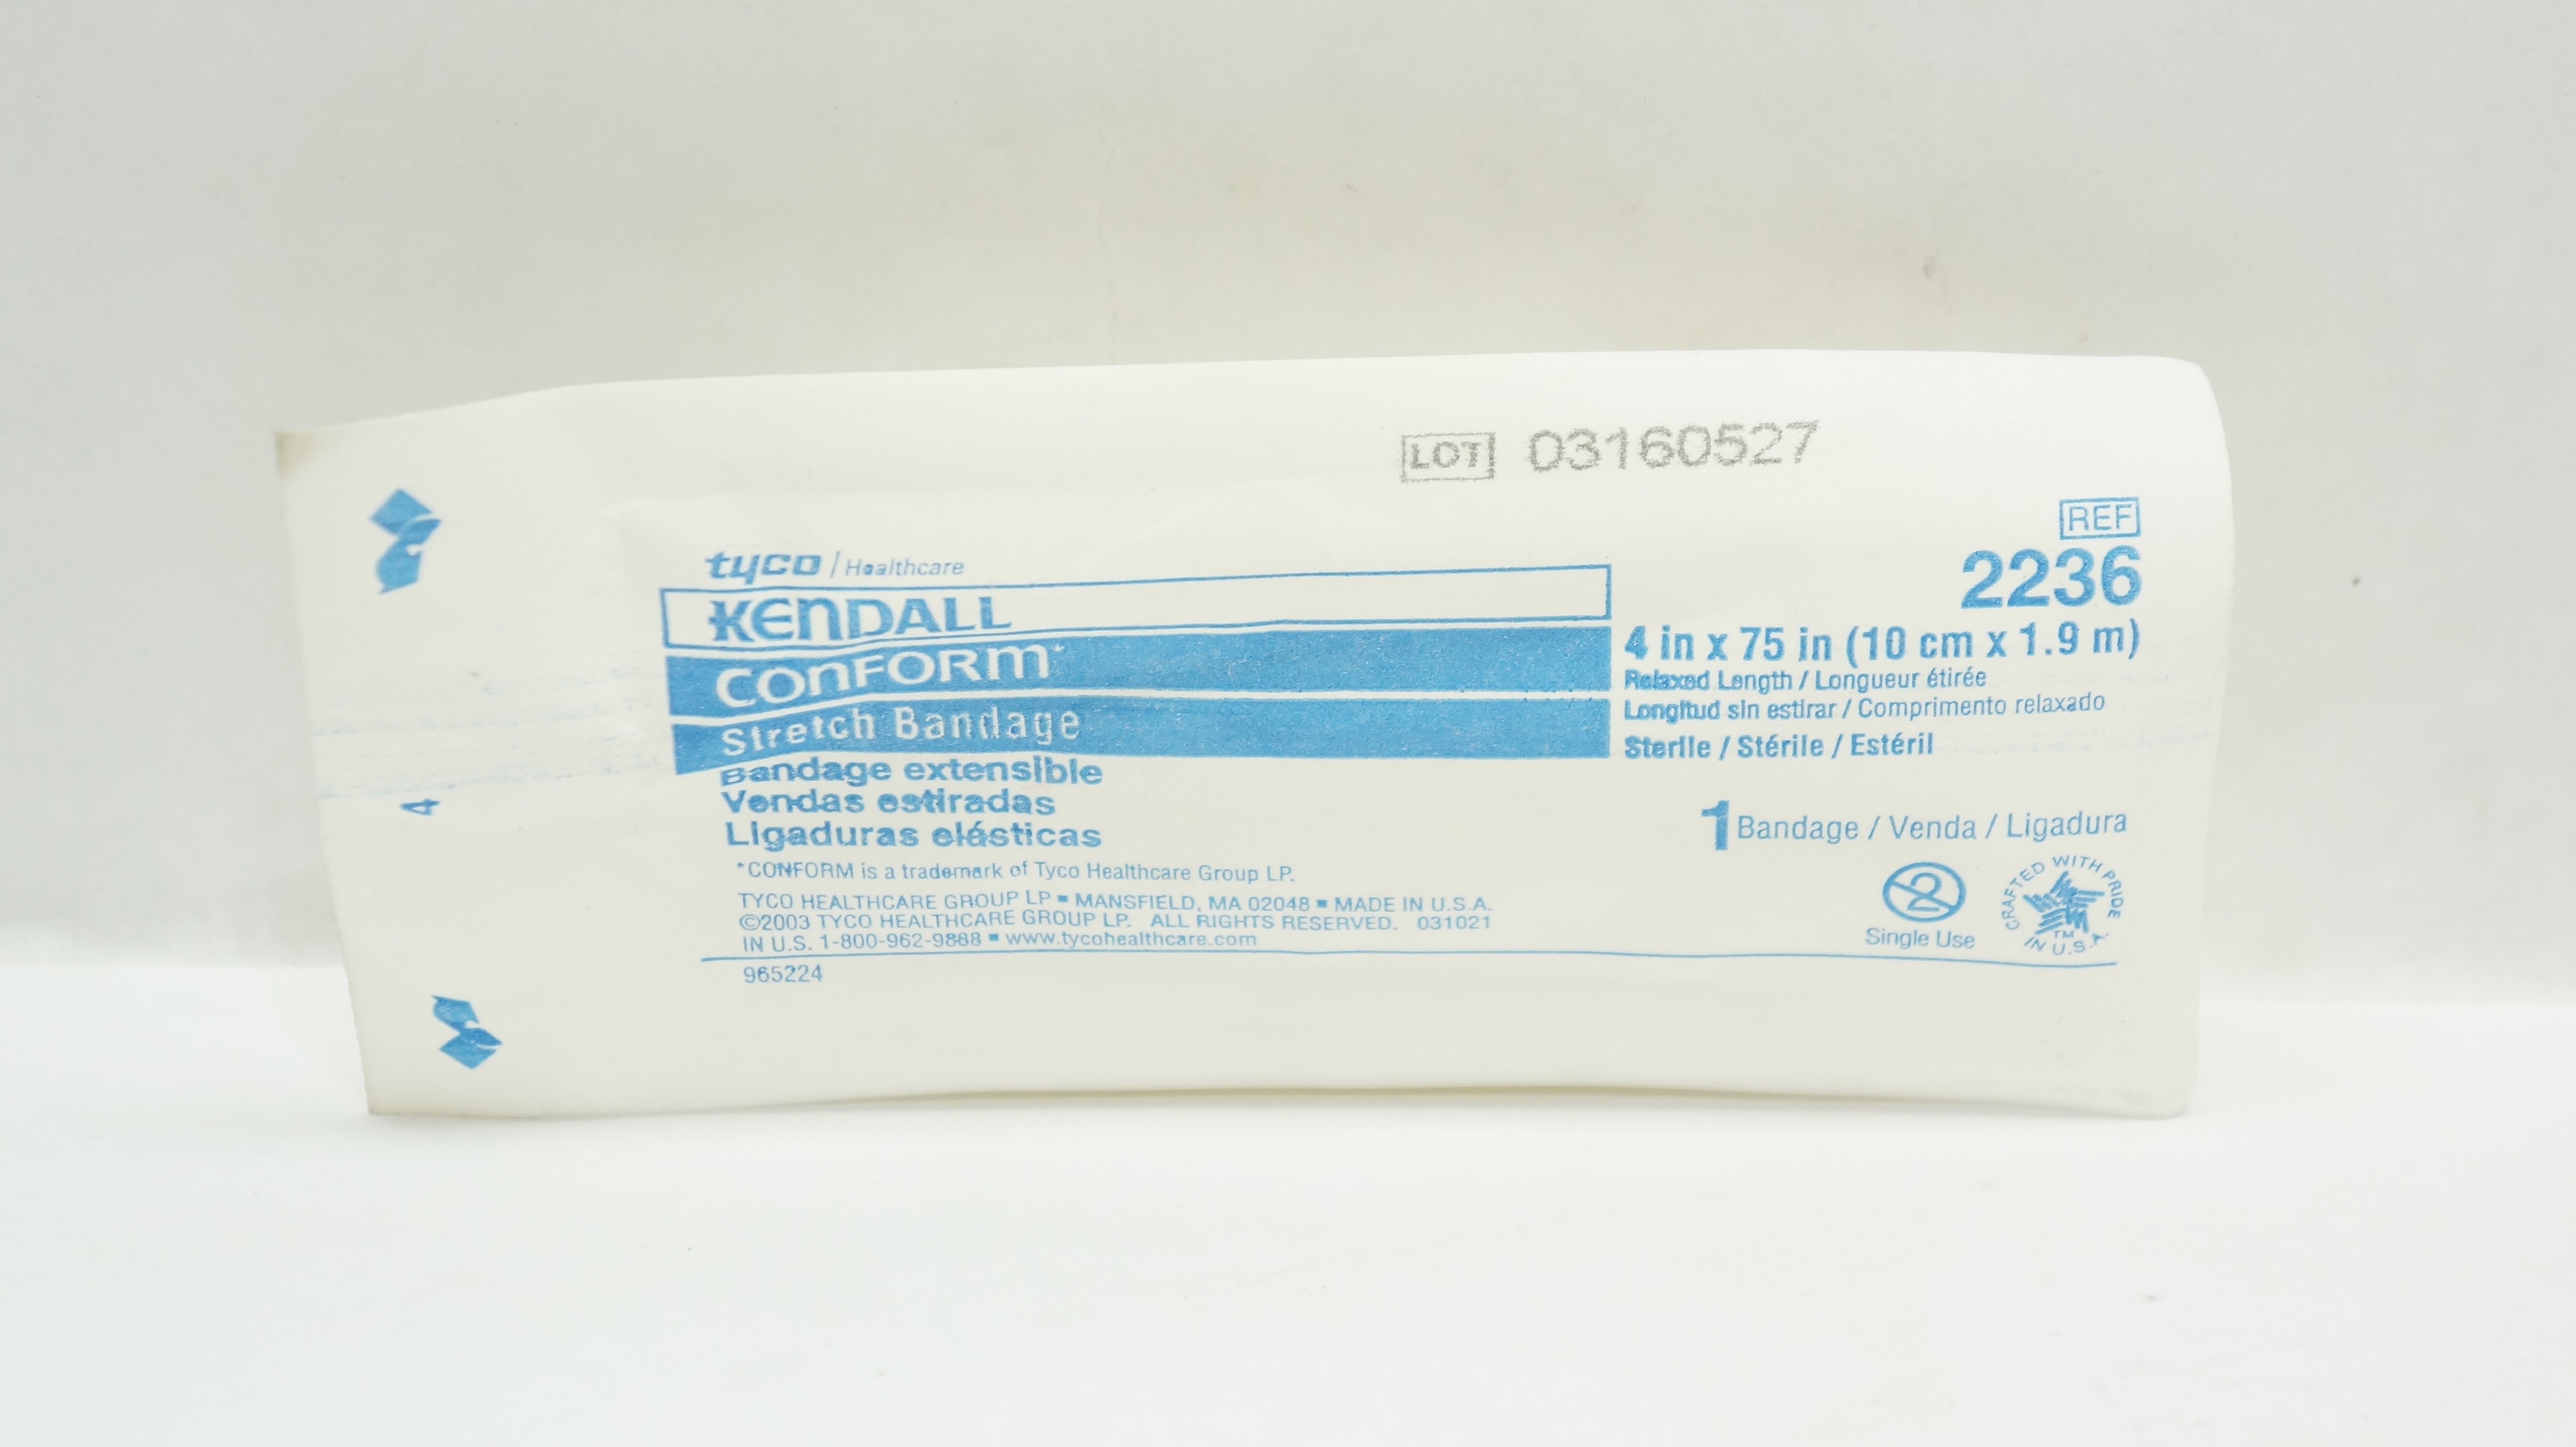 LOT 03160527
REF
2236
tyco / Healthcare
KENDALL
CONFORM*
Stretch Bandage
Bandage extensible
Vendas estiradas
Ligaduras elásticas
*CONFORM is a trademark of Tyco Healthcare Group LP.
TYCO HEALTHCARE GROUP LP ▪ MANSFIELD, MA 02048 ▪ MADE IN U.S.A.
©2003 TYCO HEALTHCARE GROUP LP. ALL RIGHTS RESERVED. 031021
IN U.S. 1-800-962-9888 ▪ www.tycohealthcare.com
965224
4 in x 75 in (10 cm x 1.9 m)
Relaxed Length / Longueur étirée
Longitud sin estirar / Comprimento relaxado
Sterile / Stérile / Estéril
1 Bandage / Venda / Ligadura
2
Single Use
CRAFTED WITH PRIDE
TM
IN U.S.A.
4